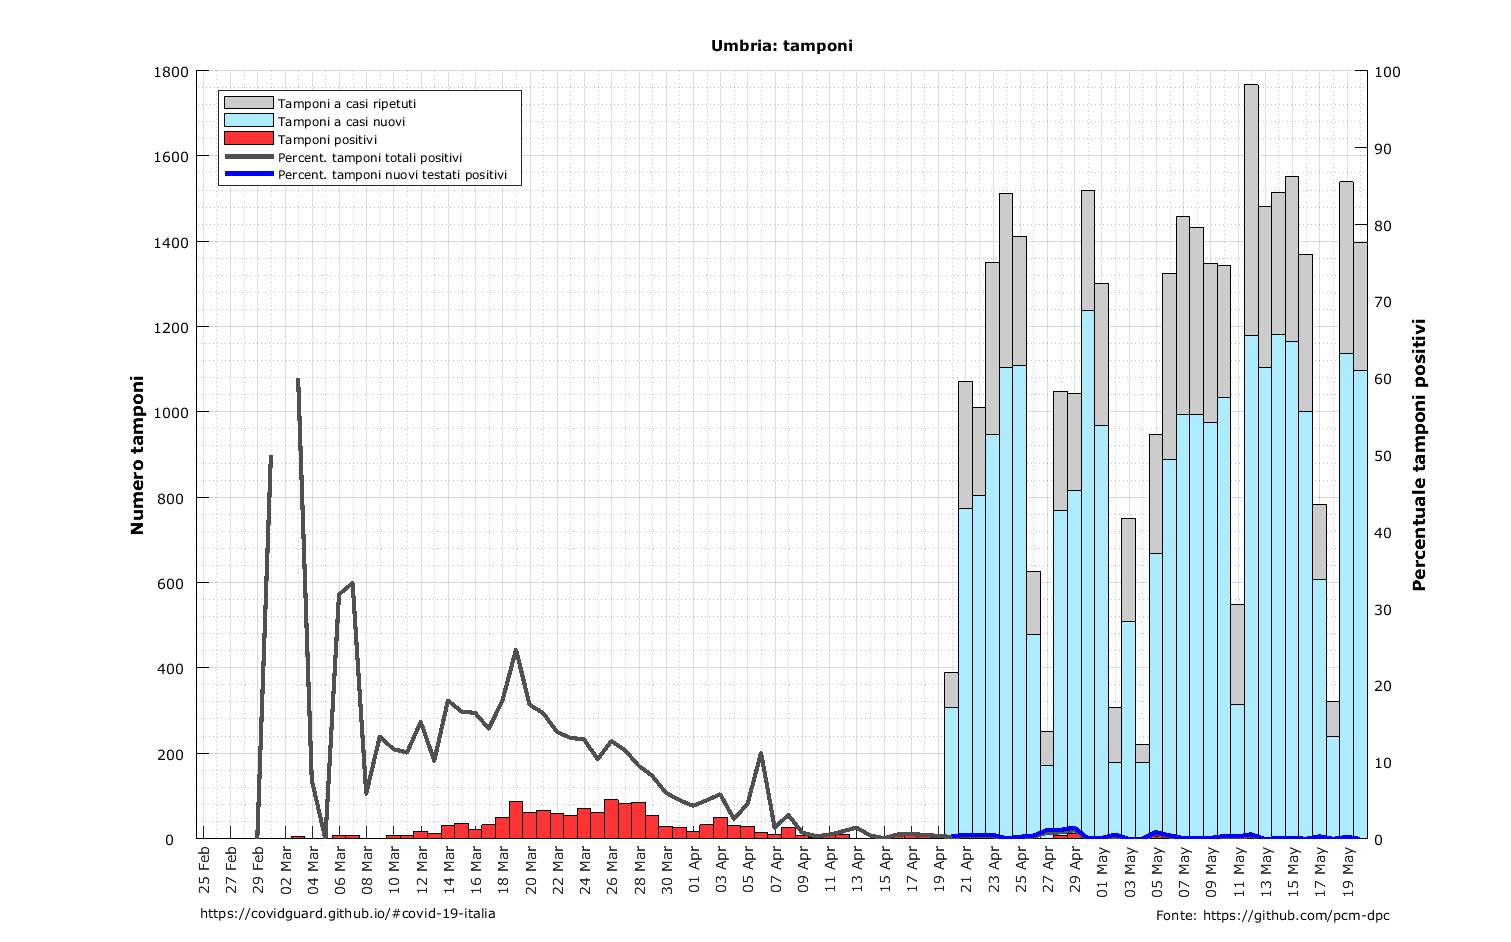 Umbria: tamponi
Tamponi a casi ripetuti
Tamponi a casi nuovi
Tamponi positivi
Percent. tamponi totali positivi
Percent. tamponi nuovi testati positivi
Numero tamponi
1800
1600
1400
1200
1000
800
600
400
200
0
100
90
80
70
60
50
40
30
20
10
0
Percentuale tamponi positivi
25 Feb
27 Feb
29 Feb
02 Mar
04 Mar
06 Mar
08 Mar
10 Mar
12 Mar
14 Mar
16 Mar
18 Mar
20 Mar
22 Mar
24 Mar
26 Mar
28 Mar
30 Mar
01 Apr
03 Apr
05 Apr
07 Apr
09 Apr
11 Apr
13 Apr
15 Apr
17 Apr
19 Apr
21 Apr
23 Apr
25 Apr
27 Apr
29 Apr
01 May
03 May
05 May
07 May
09 May
11 May
13 May
15 May
17 May
19 May
https://covidguard.github.io/#covid-19-italia
Fonte: https://github.com/pcm-dpc